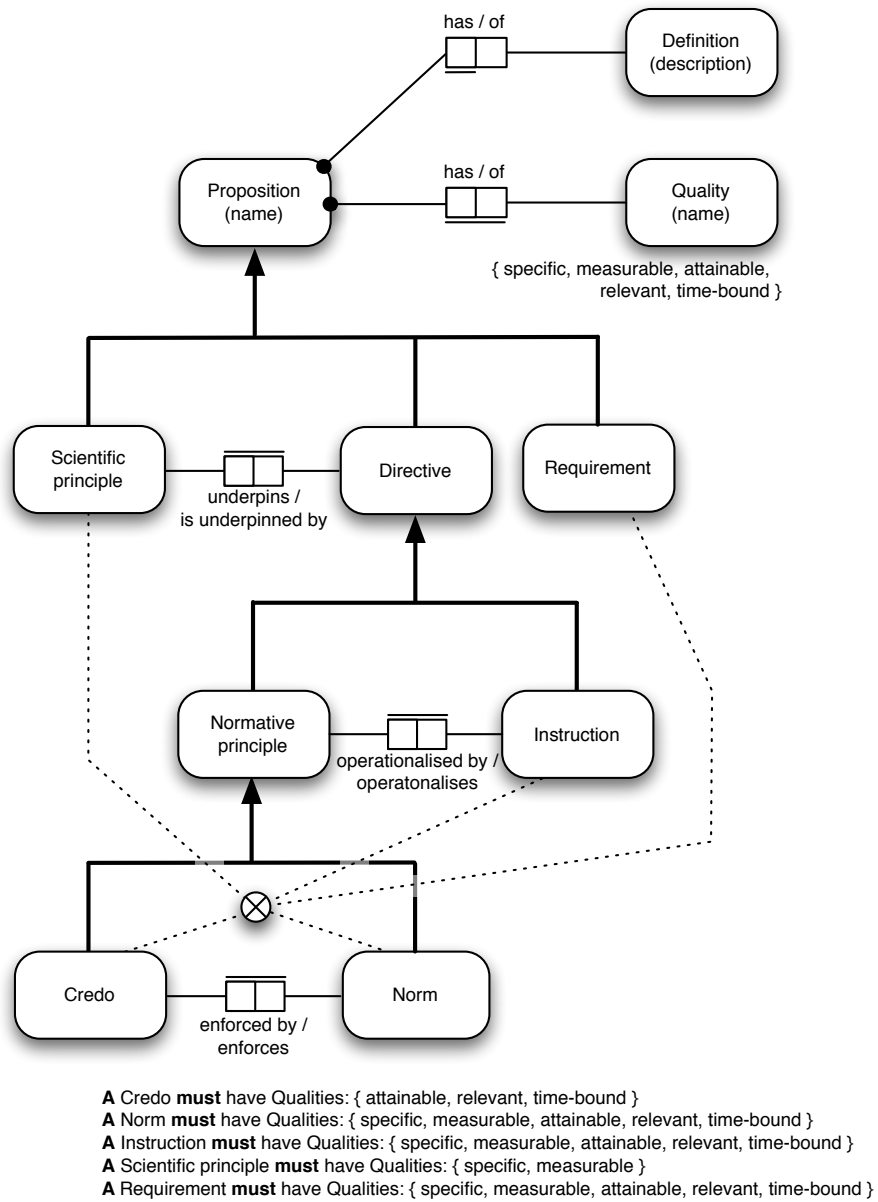 has / of
Definition
(description)
has / of
Proposition
(name)
Quality
(name)
{ specific, measurable, attainable,
relevant, time-bound }
Scientific
principle
Directive
Requirement
underpins /
is underpinned by
Normative
principle
Instruction
operationalised by /
operatonalises
Credo
Norm
enforced by /
enforces
A Credo must have Qualities: { attainable, relevant, time-bound }
A Norm must have Qualities: { specific, measurable, attainable, relevant, time-bound }
A Instruction must have Qualities: { specific, measurable, attainable, relevant, time-bound }
A Scientific principle must have Qualities: { specific, measurable }
A Requirement must have Qualities: { specific, measurable, attainable, relevant, time-bound }